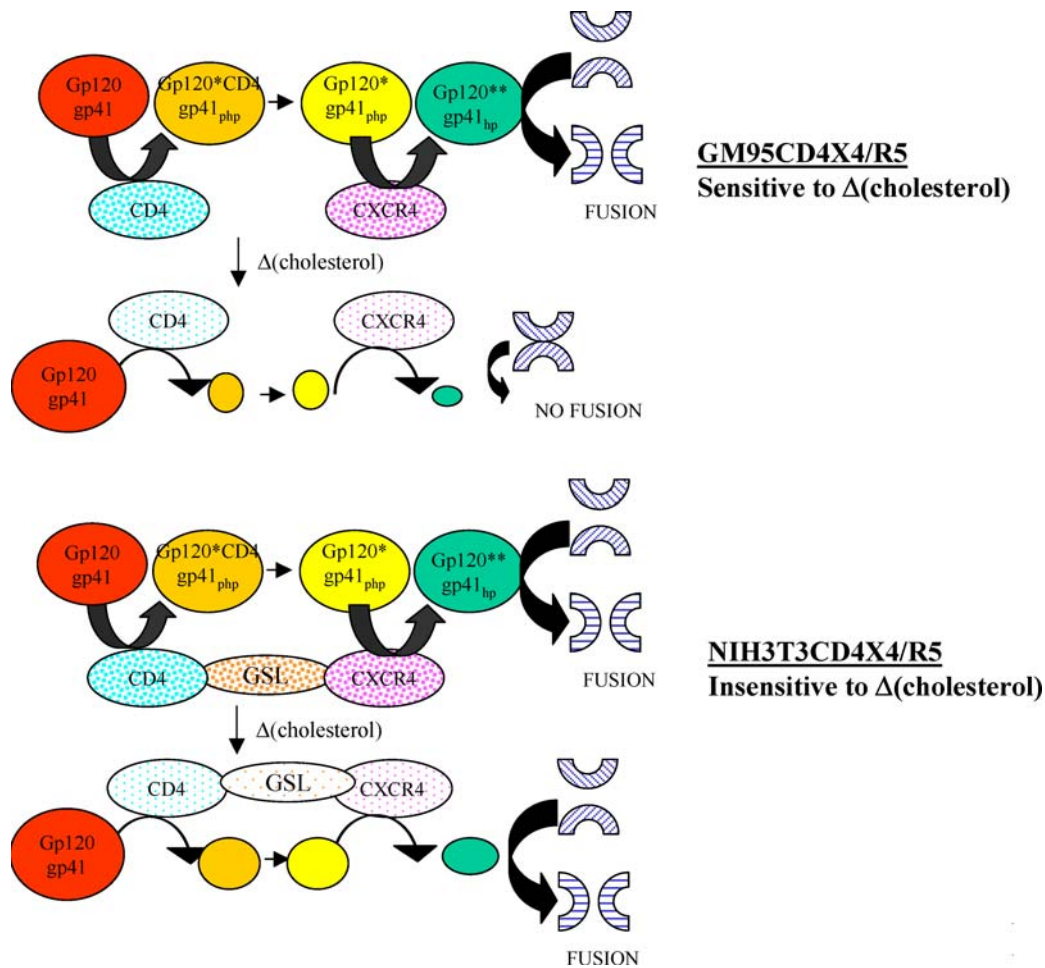 Gp120
gp41
Gp120*CD4
gp41php
Gp120*
gp41php
Gp120**
gp41hp
CD4
CXCR4
FUSION
GM95CD4X4/R5
Sensitive to Δ(cholesterol)
Δ(cholesterol)
CD4
CXCR4
Gp120
gp41
NO FUSION
Gp120
gp41
Gp120*CD4
gp41php
Gp120*
gp41php
Gp120**
gp41hp
CD4
GSL
CXCR4
FUSION
NIH3T3CD4X4/R5
Insensitive to Δ(cholesterol)
Δ(cholesterol)
CD4
GSL
CXCR4
Gp120
gp41
FUSION